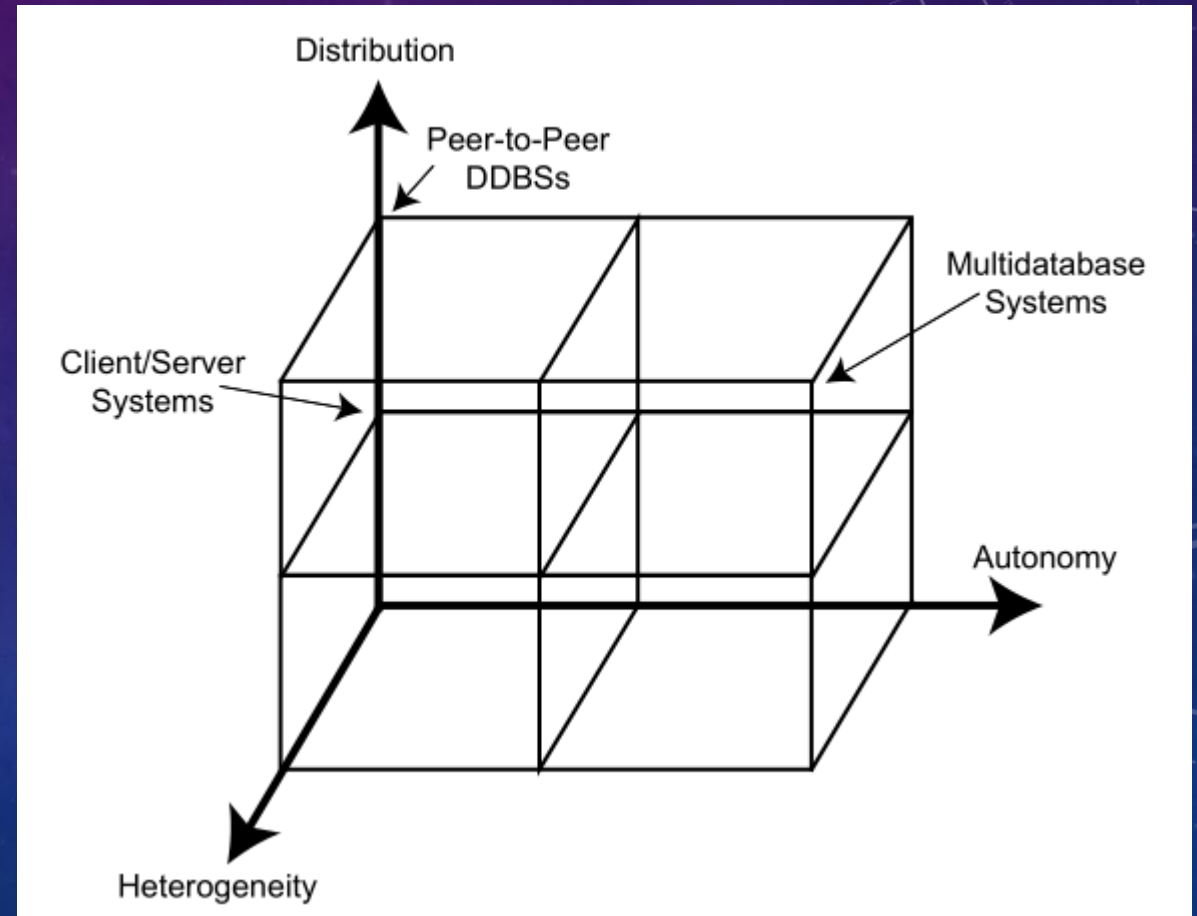 Distribution
Peer-to-Peer
DDBSs
Multidatabase
Systems
Client/Server
Systems
Autonomy
Heterogeneity